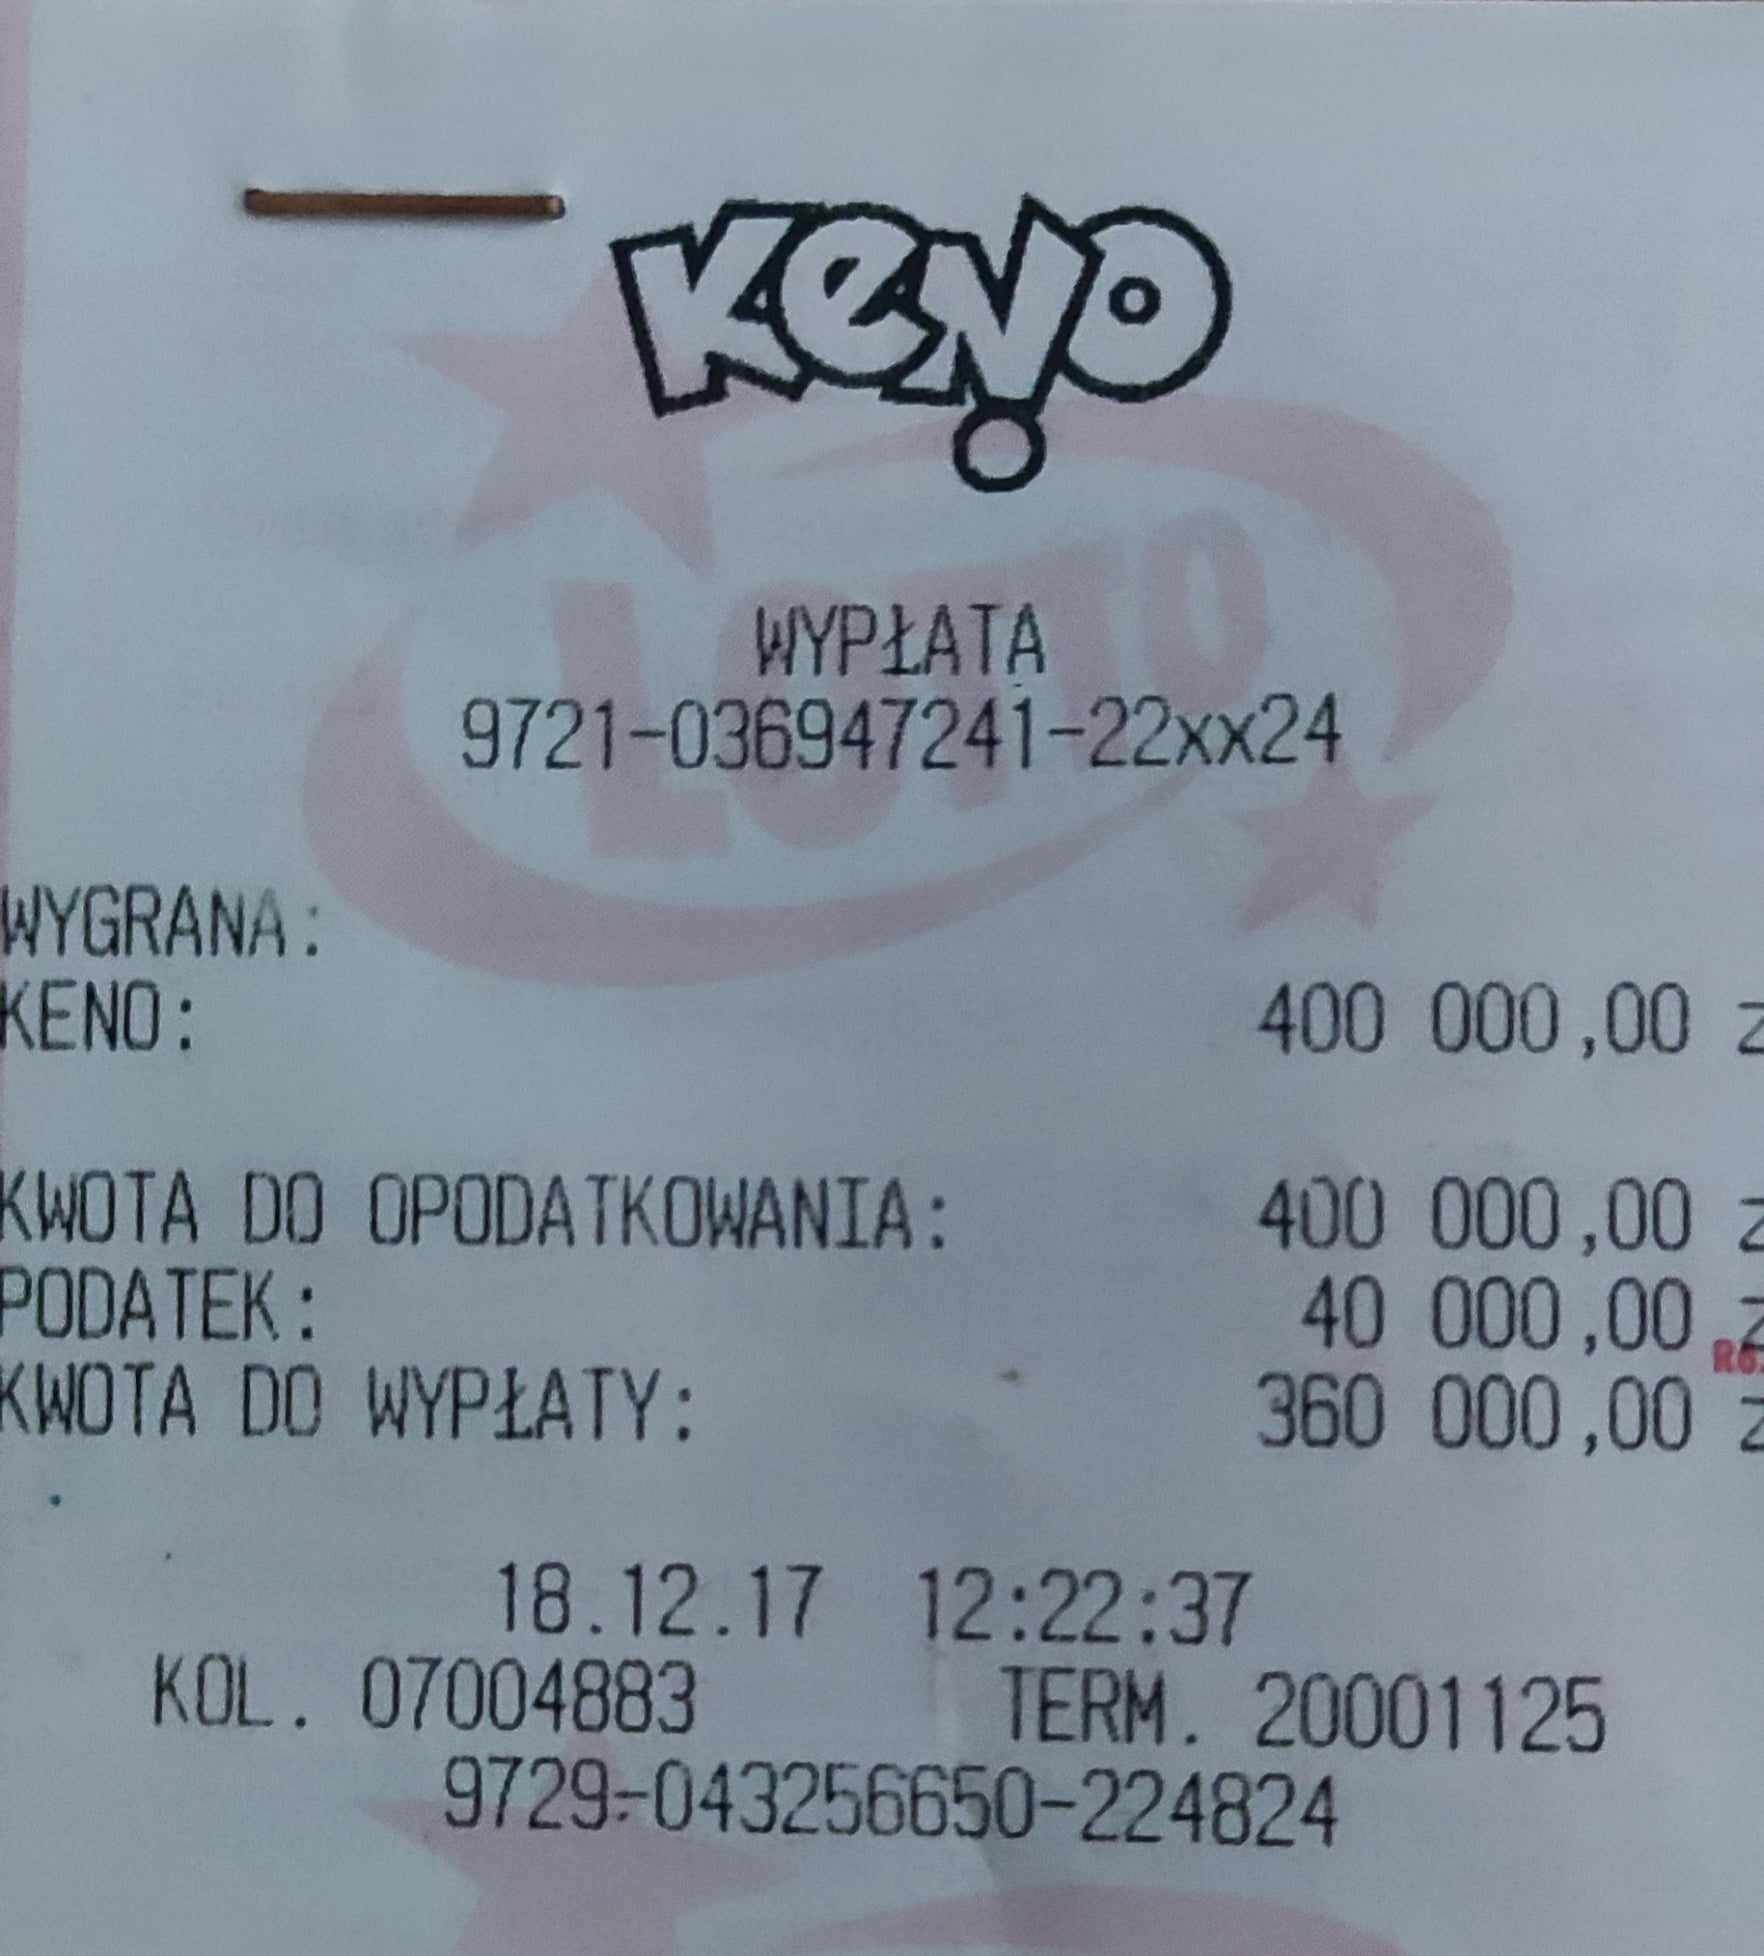 Keno
LOTTO
WYPŁATA
9721-036947241-22xx24
WYGRANA:
KENO: 400 000,00 z
KWOTA DO OPODATKOWANIA: 400 000,00 z
PODATEK: 40 000,00 z
KWOTA DO WYPŁATY: 360 000,00 z
18.12.17 12:22:37
KOL. 07004883 TERM. 20001125
9729-043256650-224824